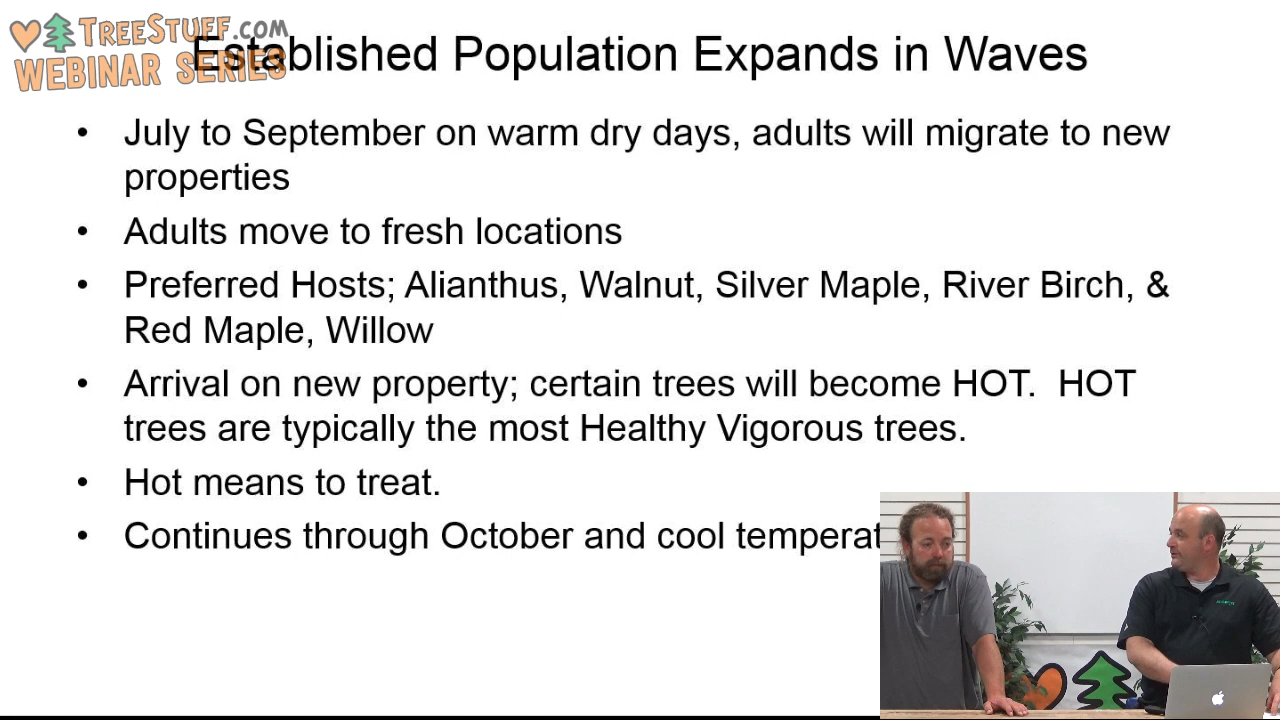 TREESTUFF.COM
WEBINAR SERIES
Established Population Expands in Waves
• July to September on warm dry days, adults will migrate to new
properties
• Adults move to fresh locations
• Preferred Hosts; Alianthus, Walnut, Silver Maple, River Birch, &
Red Maple, Willow
• Arrival on new property; certain trees will become HOT.  HOT
trees are typically the most Healthy Vigorous trees.
• Hot means to treat.
• Continues through October and cool temperat